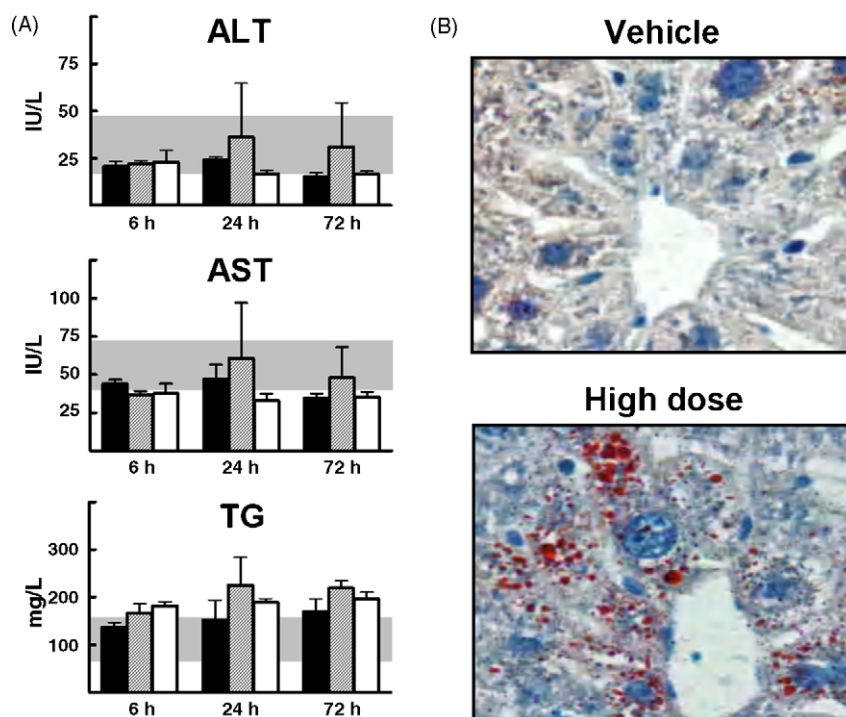 (A)
ALT
75
50
25
IU/L
6 h 24 h 72 h
AST
100
75
50
25
IU/L
6 h 24 h 72 h
TG
300
200
100
mg/L
6 h 24 h 72 h
(B)
Vehicle
High dose